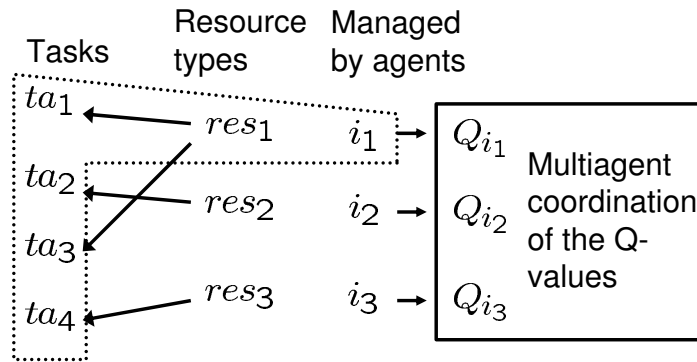 Tasks
Resource types
Managed by agents
ta1
res1
i1
Qi1
ta2
res2
i2
Qi2
ta3
ta4
res3
i3
Qi3
Multiagent
coordination
of the Q-
values